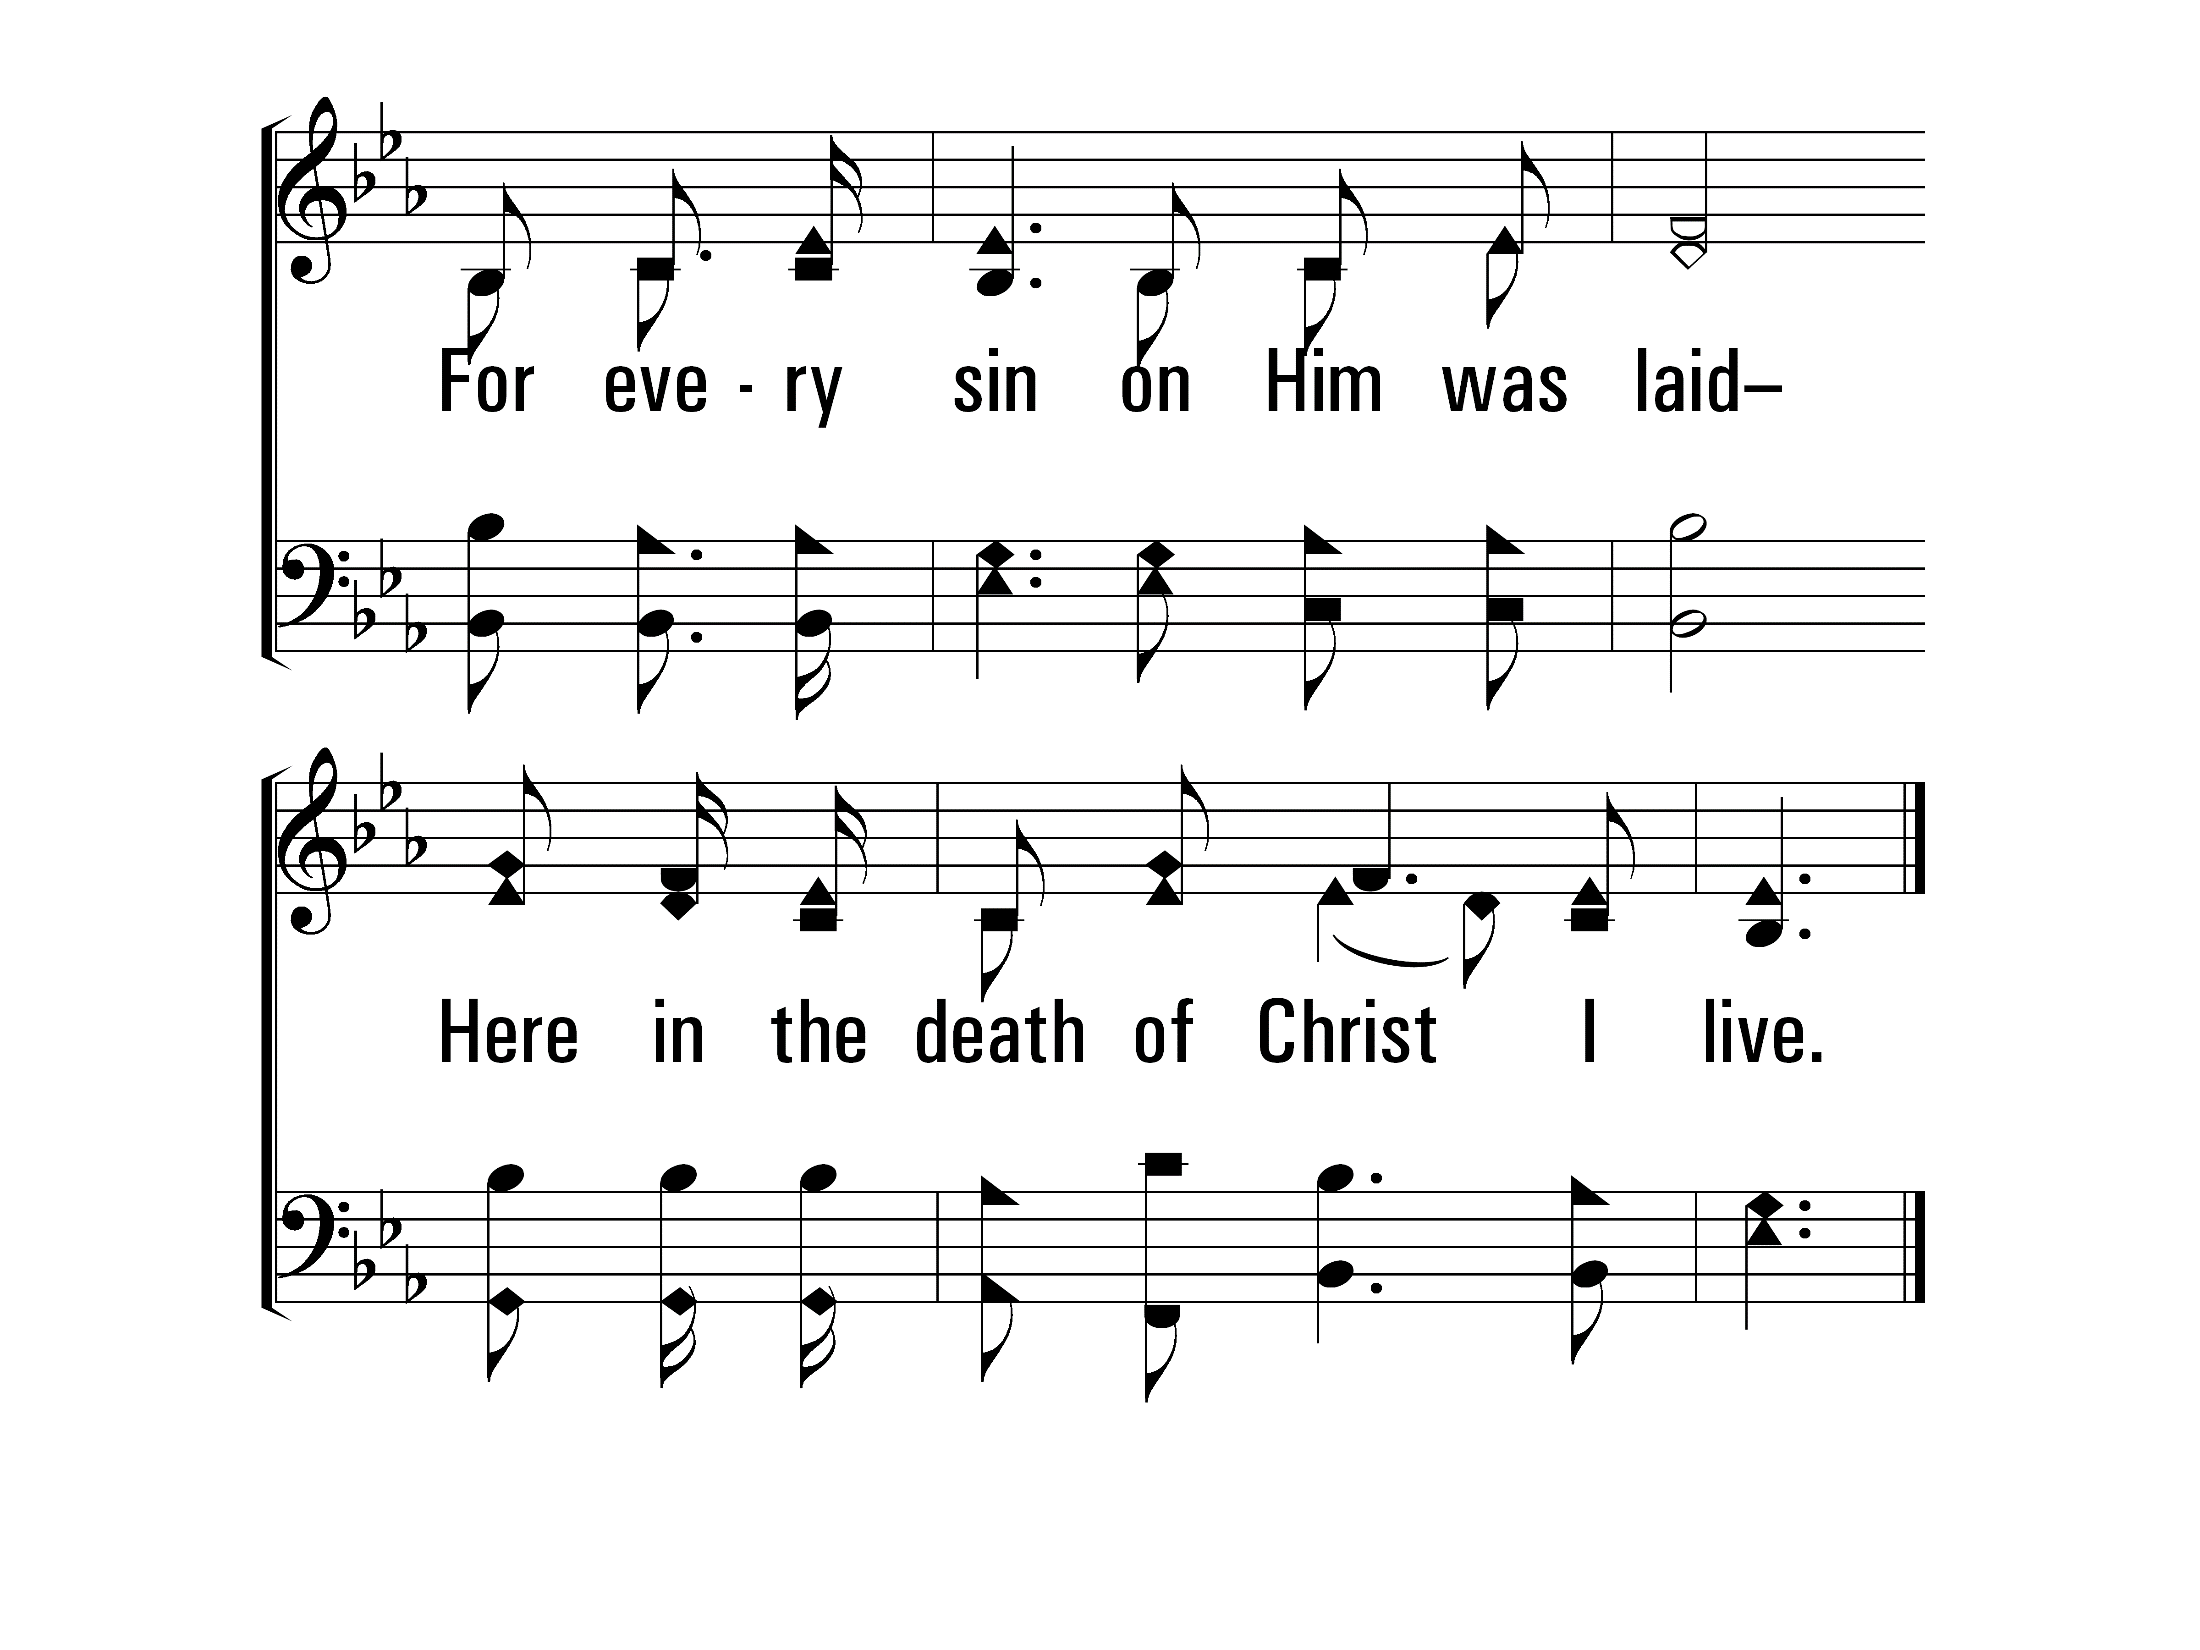 For eve - ry sin on Him was laid–
Here in the death of Christ I live.